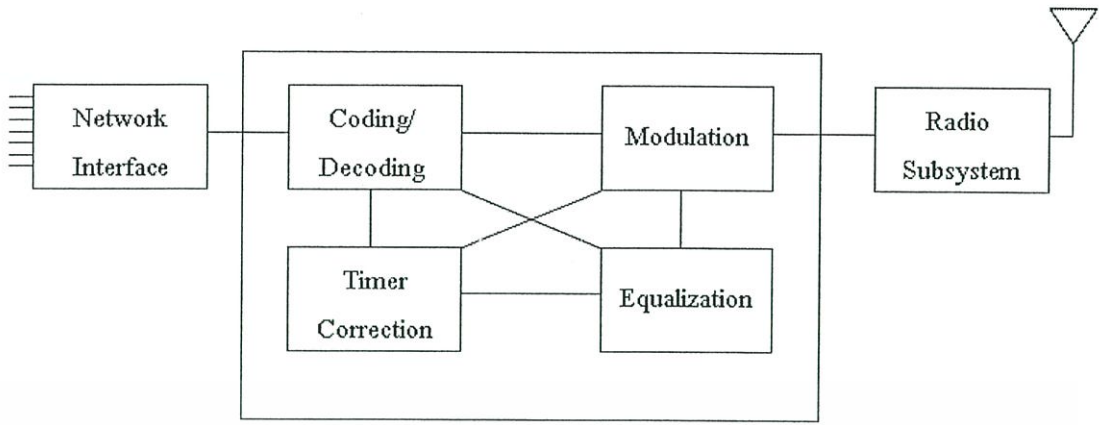 Network
Interface
Coding/
Decoding
Modulation
Radio
Subsystem
Timer
Correction
Equalization